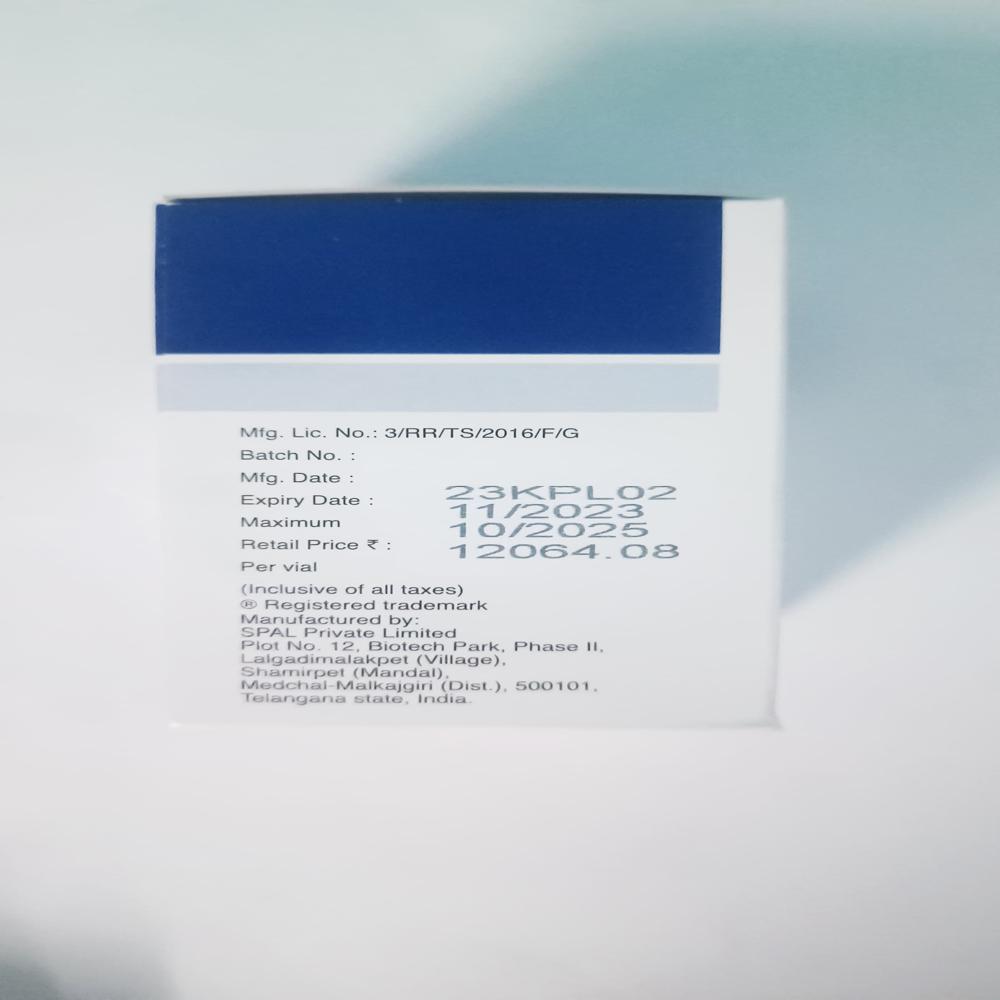 Mfg. Lic. No.: 3/RR/TS/2016/F/G
Batch No. :
Mfg. Date :
Expiry Date :
Maximum
Retail Price ₹ :
Per vial
23KPL02
11/2023
10/2025
12064.08
(Inclusive of all taxes)
® Registered trademark
Manufactured by:
SPAL Private Limited
Plot No. 12, Biotech Park, Phase II,
Lalgadimalakpet (Village),
Shamirpet (Mandal),
Medchal-Malkajgiri (Dist.), 500101,
Telangana state, India.